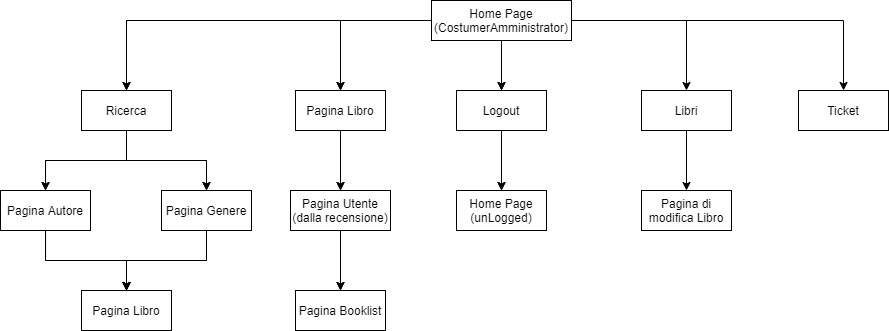 Home Page
(CostumerAmministrator)
Ricerca
Pagina Libro
Logout
Libri
Ticket
Pagina Autore
Pagina Genere
Pagina Utente
(dalla recensione)
Home Page
(unLogged)
Pagina di
modifica Libro
Pagina Libro
Pagina Booklist